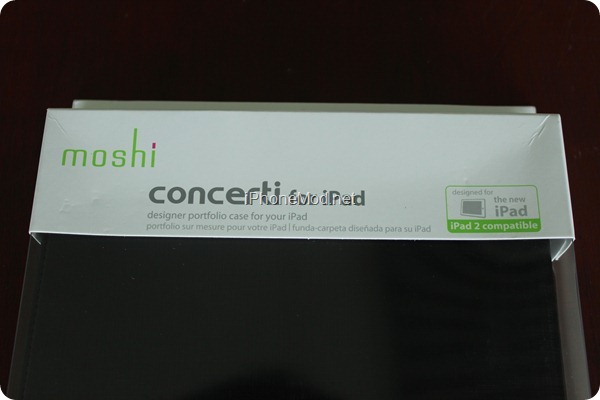 moshi
concerti for iPad
iPhoneMod.Net
designer portfolio case for your iPad
portfolio sur mesure pour votre iPad | funda-carpeta diseñada para su iPad
designed for
the new
iPad
iPad 2 compatible